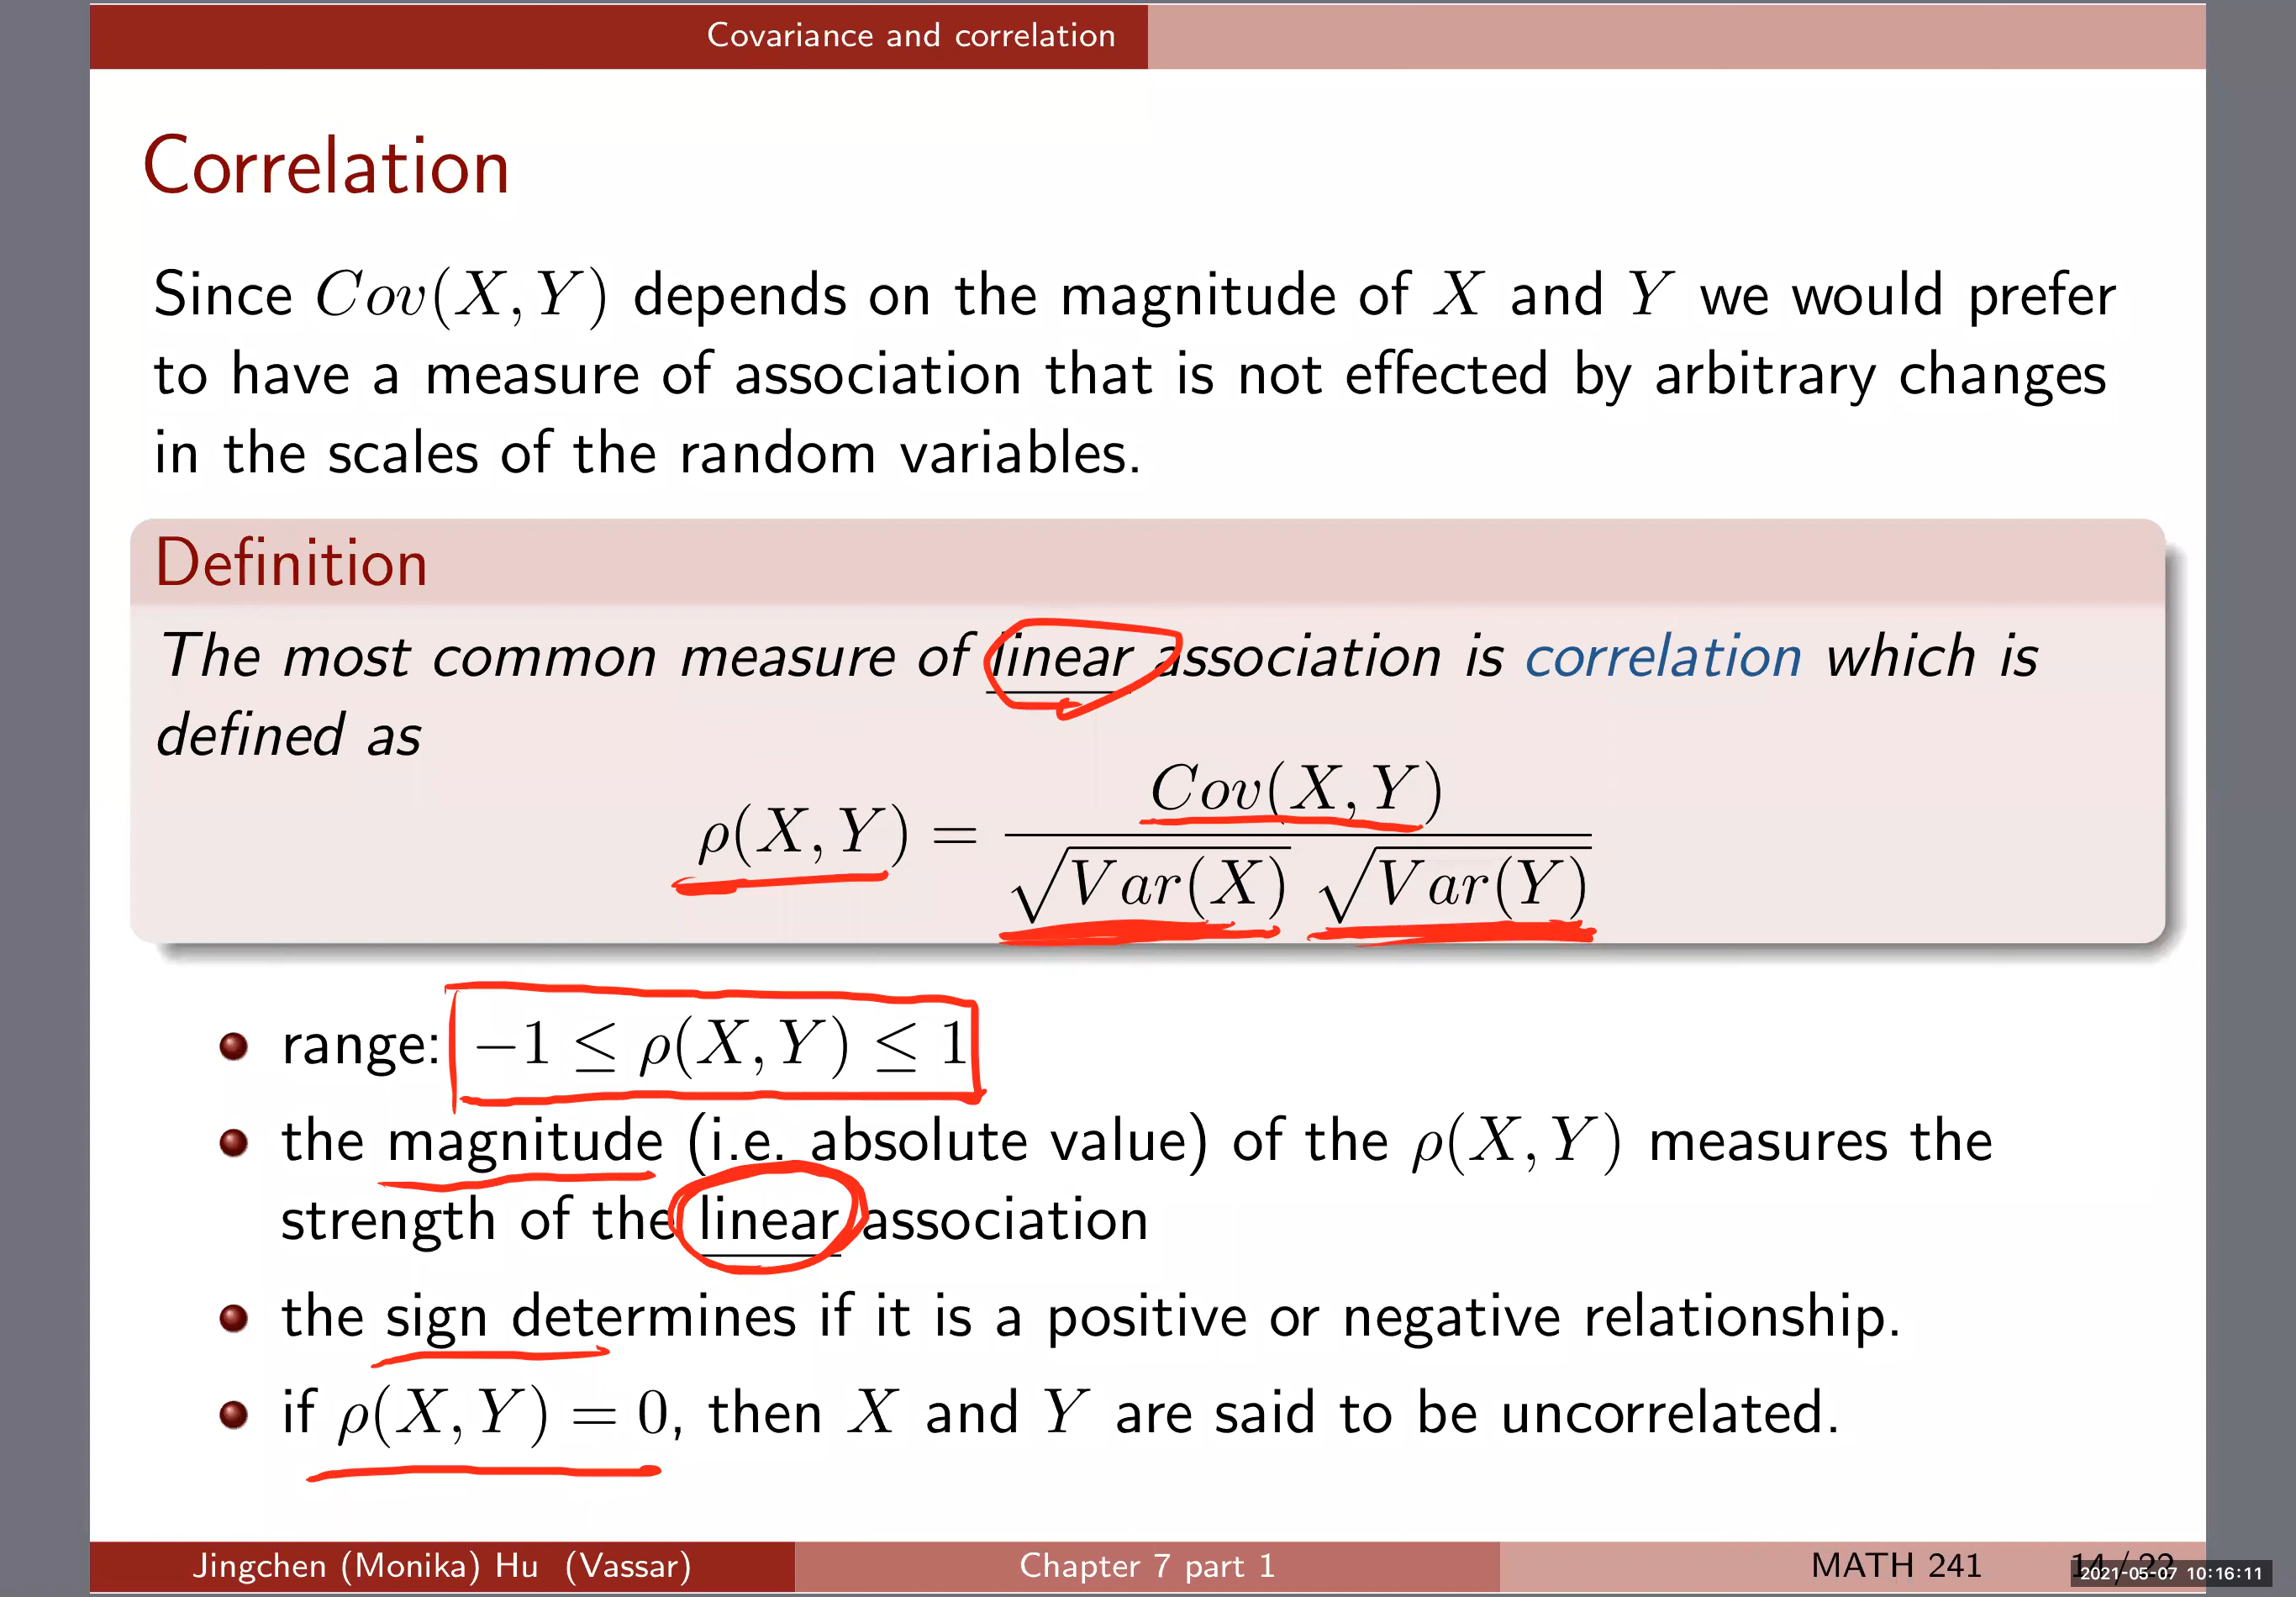 Covariance and correlation
Correlation
Since Cov(X, Y) depends on the magnitude of X and Y we would prefer
to have a measure of association that is not effected by arbitrary changes
in the scales of the random variables.
Definition
The most common measure of linear association is correlation which is
defined as
ρ(X, Y) = Cov(X, Y) / √Var(X) √Var(Y)
range: −1 ≤ ρ(X, Y) ≤ 1
the magnitude (i.e. absolute value) of the ρ(X, Y) measures the
strength of the linear association
the sign determines if it is a positive or negative relationship.
if ρ(X, Y) = 0, then X and Y are said to be uncorrelated.
Jingchen (Monika) Hu (Vassar) Chapter 7 part 1 MATH 241 14 / 22
2021-05-07 10:16:11